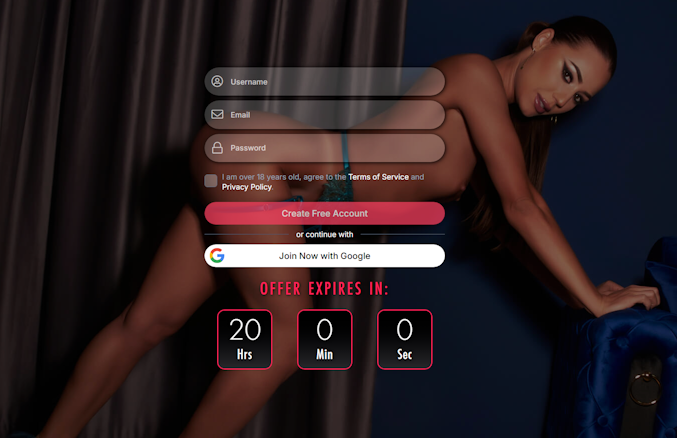 Username
Email
Password
I am over 18 years old, agree to the Terms of Service and
Privacy Policy.
Create Free Account
or continue with
Join Now with Google
OFFER EXPIRES IN:
20 0 0
Hrs Min Sec